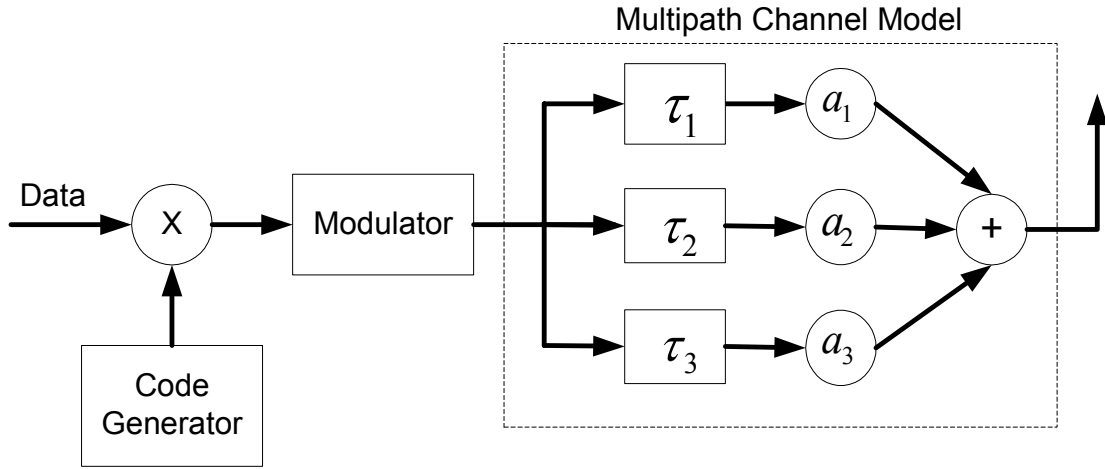 Multipath Channel Model
τ₁ a₁
Data X Modulator τ₂ a₂ +
τ₃ a₃
Code
Generator